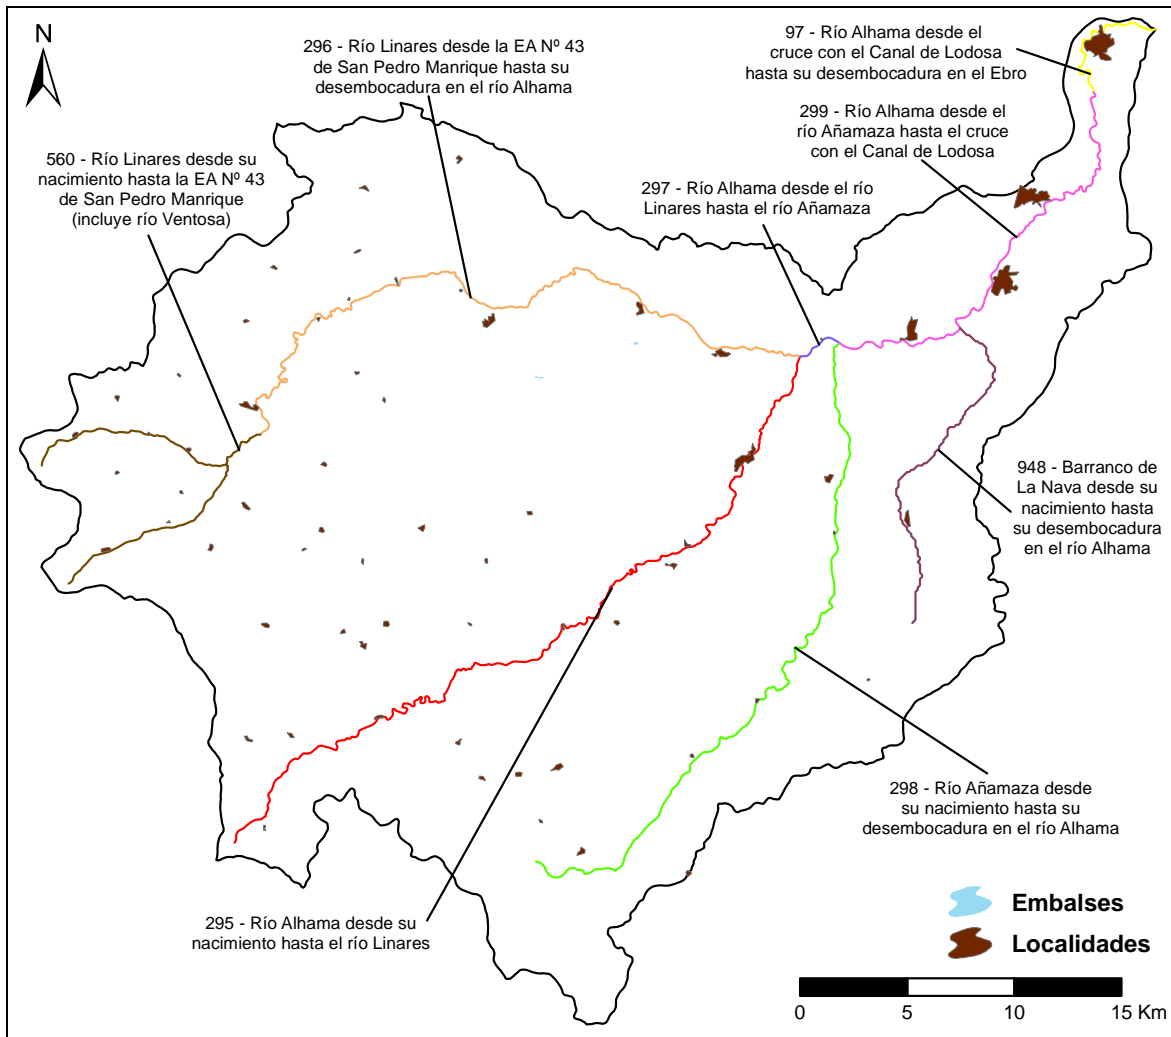 N
296 - Río Linares desde la EA Nº 43
de San Pedro Manrique hasta su
desembocadura en el río Alhama
97 - Río Alhama desde el
cruce con el Canal de Lodosa
hasta su desembocadura en el Ebro
299 - Río Alhama desde el
río Añamaza hasta el cruce
con el Canal de Lodosa
560 - Río Linares desde su
nacimiento hasta la EA Nº 43
de San Pedro Manrique
(incluye río Ventosa)
297 - Río Alhama desde el río
Linares hasta el río Añamaza
948 - Barranco de
La Nava desde su
nacimiento hasta
su desembocadura
en el río Alhama
298 - Río Añamaza desde
su nacimiento hasta su
desembocadura en el río Alhama
295 - Río Alhama desde su
nacimiento hasta el río Linares
Embalses
Localidades
0 5 10 15 Km